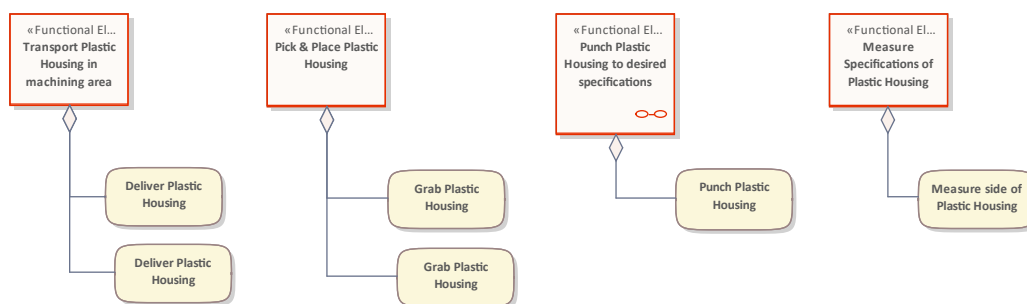 «Functional El...
Transport Plastic
Housing in
machining area
«Functional El...
Pick & Place Plastic
Housing
«Functional El...
Punch Plastic
Housing to desired
specifications
«Functional El...
Measure
Specifications of
Plastic Housing
Deliver Plastic
Housing
Grab Plastic
Housing
Punch Plastic
Housing
Measure side of
Plastic Housing
Deliver Plastic
Housing
Grab Plastic
Housing